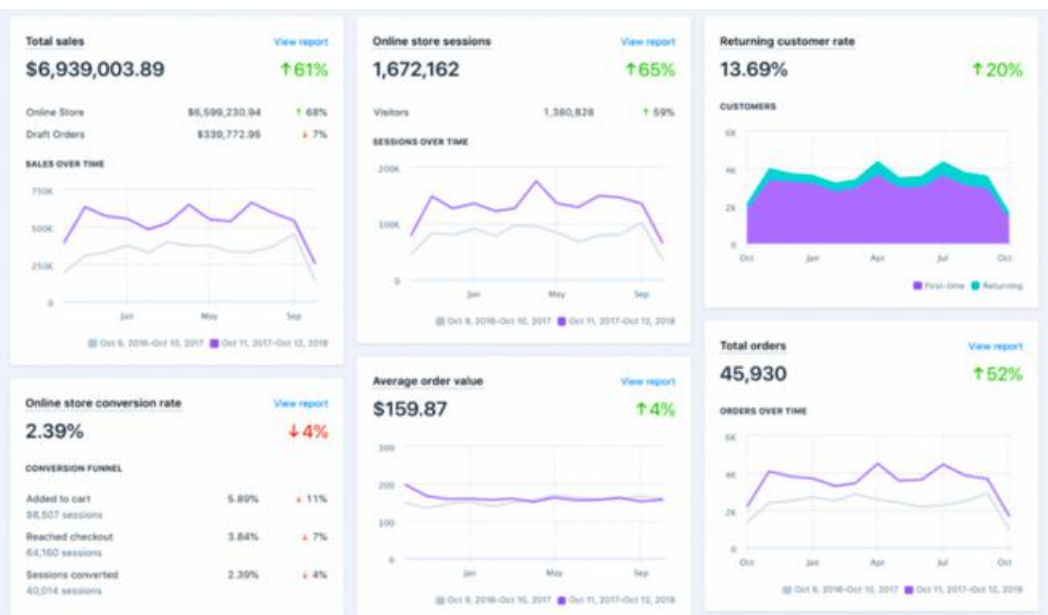 Total sales View report
$6,939,003.89 ↑61%
Online Store $6,599,230.94 ↑ 68%
Draft Orders $339,772.95 ↓ 7%
SALES OVER TIME
750K
500K
250K
0
Jan May Sep
Oct 9, 2016-Oct 10, 2017 Oct 11, 2017-Oct 12, 2018
Online store conversion rate View report
2.39% ↓4%
CONVERSION FUNNEL
Added to cart 5.89% ↓ 11%
98,507 sessions
Reached checkout 3.84% ↓ 7%
64,160 sessions
Sessions converted 2.39% ↓ 4%
40,014 sessions
Online store sessions View report
1,672,162 ↑65%
Visitors 1,380,828 ↑ 59%
SESSIONS OVER TIME
200K
100K
0
Jan May Sep
Oct 9, 2016-Oct 10, 2017 Oct 11, 2017-Oct 12, 2018
Average order value View report
$159.87 ↑4%
300
200
100
0
Jan May Sep
Oct 9, 2016-Oct 10, 2017 Oct 11, 2017-Oct 12, 2018
Returning customer rate View report
13.69% ↑20%
CUSTOMERS
6K
4K
2K
0
Oct Jan Apr Jul Oct
First-time Returning
Total orders View report
45,930 ↑52%
ORDERS OVER TIME
6K
4K
2K
0
Oct Jan Apr Jul Oct
Oct 9, 2016-Oct 10, 2017 Oct 11, 2017-Oct 12, 2018